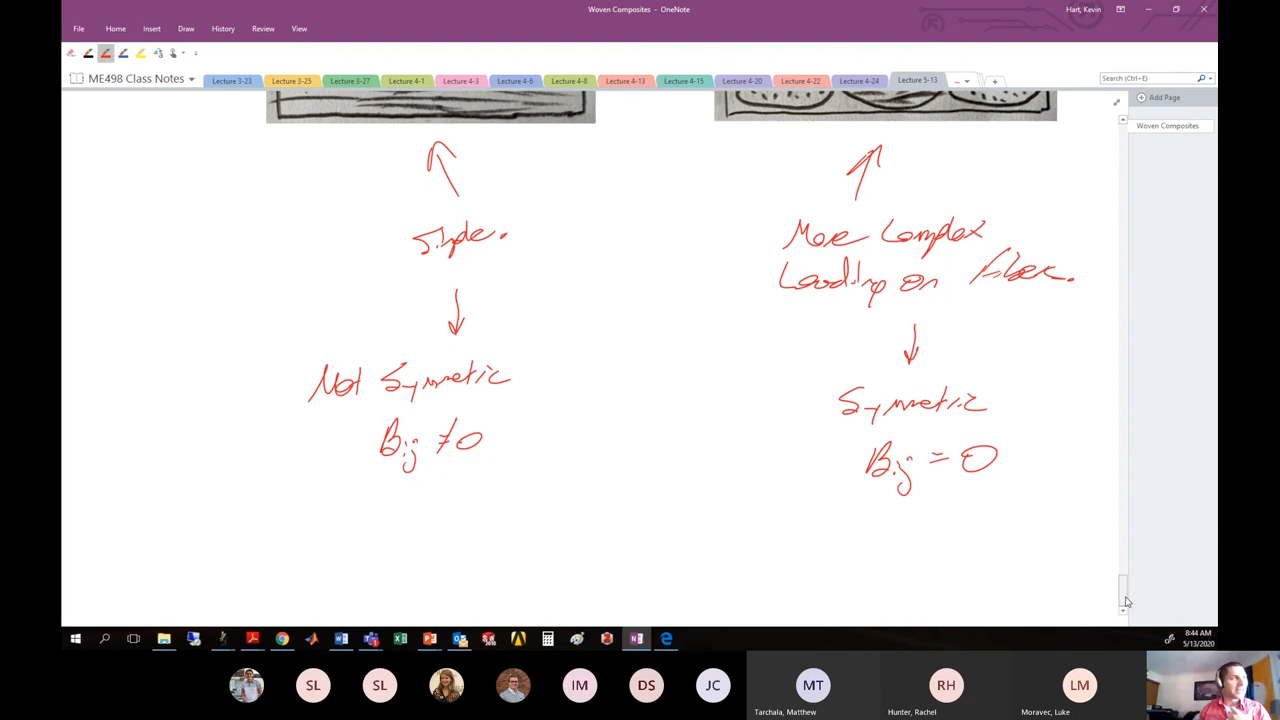 Woven Composites - OneNote
Hart, Kevin
File Home Insert Draw History Review View
ME498 Class Notes
Lecture 3-23 Lecture 3-25 Lecture 3-27 Lecture 4-1 Lecture 4-3 Lecture 4-6 Lecture 4-8 Lecture 4-13 Lecture 4-15 Lecture 4-20 Lecture 4-22 Lecture 4-24 Lecture 5-13
Search (Ctrl+E)
Add Page
Woven Composites
Simple.
Not Symmetric
Bij ≠ 0
More Complex
Loading on fiber.
Symmetric
Bij = 0
8:44 AM
5/13/2020
SL SL IM DS JC MT RH LM
Tarchala, Matthew
Hunter, Rachel
Moravec, Luke